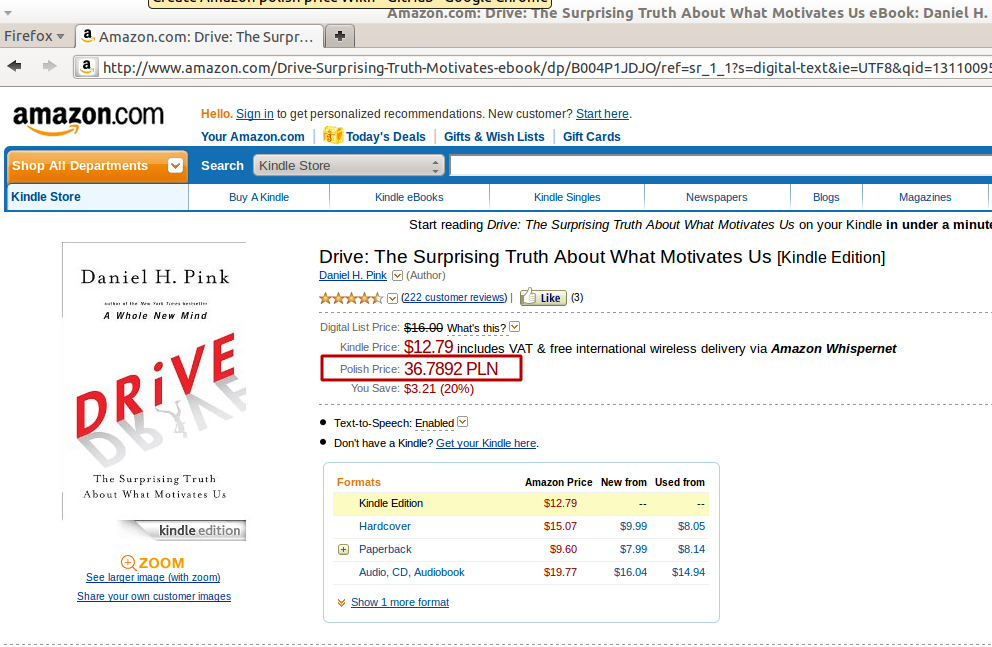 Create Amazon polish price Wiki - GitHub - Google Chrome
Amazon.com: Drive: The Surprising Truth About What Motivates Us eBook: Daniel H.
Firefox
Amazon.com: Drive: The Surpr...
http://www.amazon.com/Drive-Surprising-Truth-Motivates-ebook/dp/B004P1JDJO/ref=sr_1_1?s=digital-text&ie=UTF8&qid=13110095
amazon.com
Hello. Sign in to get personalized recommendations. New customer? Start here.
Your Amazon.com Today's Deals Gifts & Wish Lists Gift Cards
Shop All Departments Search Kindle Store
Kindle Store Buy A Kindle Kindle eBooks Kindle Singles Newspapers Blogs Magazines
Start reading Drive: The Surprising Truth About What Motivates Us on your Kindle in under a minute
Daniel H. Pink
author of the New York Times bestseller
A Whole New Mind
DRiVE
The Surprising Truth
About What Motivates Us
kindle edition
ZOOM
See larger image (with zoom)
Share your own customer images
Drive: The Surprising Truth About What Motivates Us [Kindle Edition]
Daniel H. Pink (Author)
(222 customer reviews) | Like (3)
Digital List Price: $16.00 What's this?
Kindle Price: $12.79 includes VAT & free international wireless delivery via Amazon Whispernet
Polish Price: 36.7892 PLN
You Save: $3.21 (20%)
Text-to-Speech: Enabled
Don't have a Kindle? Get your Kindle here.
Formats Amazon Price New from Used from
Kindle Edition $12.79 -- --
Hardcover $15.07 $9.99 $8.05
Paperback $9.60 $7.99 $8.14
Audio, CD, Audiobook $19.77 $16.04 $14.94
Show 1 more format